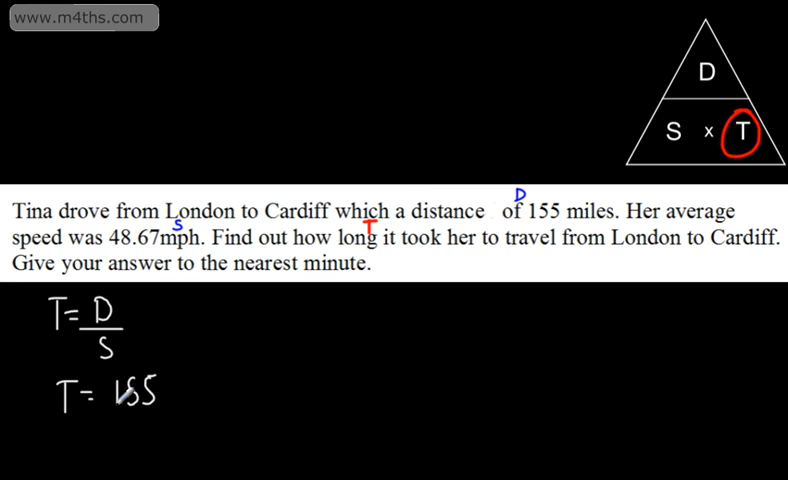 www.m4ths.com
D
S x T
D
Tina drove from London to Cardiff which a distance of 155 miles. Her average
S T
speed was 48.67mph. Find out how long it took her to travel from London to Cardiff.
Give your answer to the nearest minute.
T= D
S
T= 155